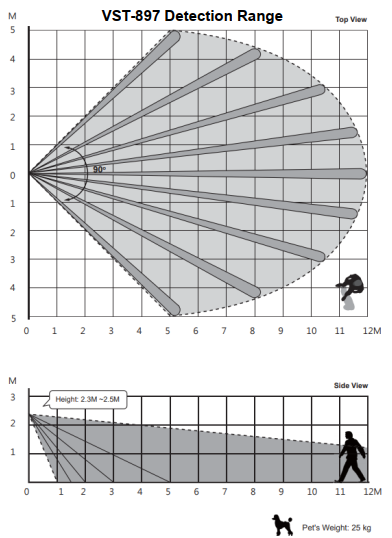 VST-897 Detection Range
M
Top View
5
4
3
2
1
0
1
2
3
4
5
90°
0 1 2 3 4 5 6 7 8 9 10 11 12M
M
Side View
3
2
1
Height: 2.3M ~2.5M
0 1 2 3 4 5 6 7 8 9 10 11 12M
Pet's Weight: 25 kg